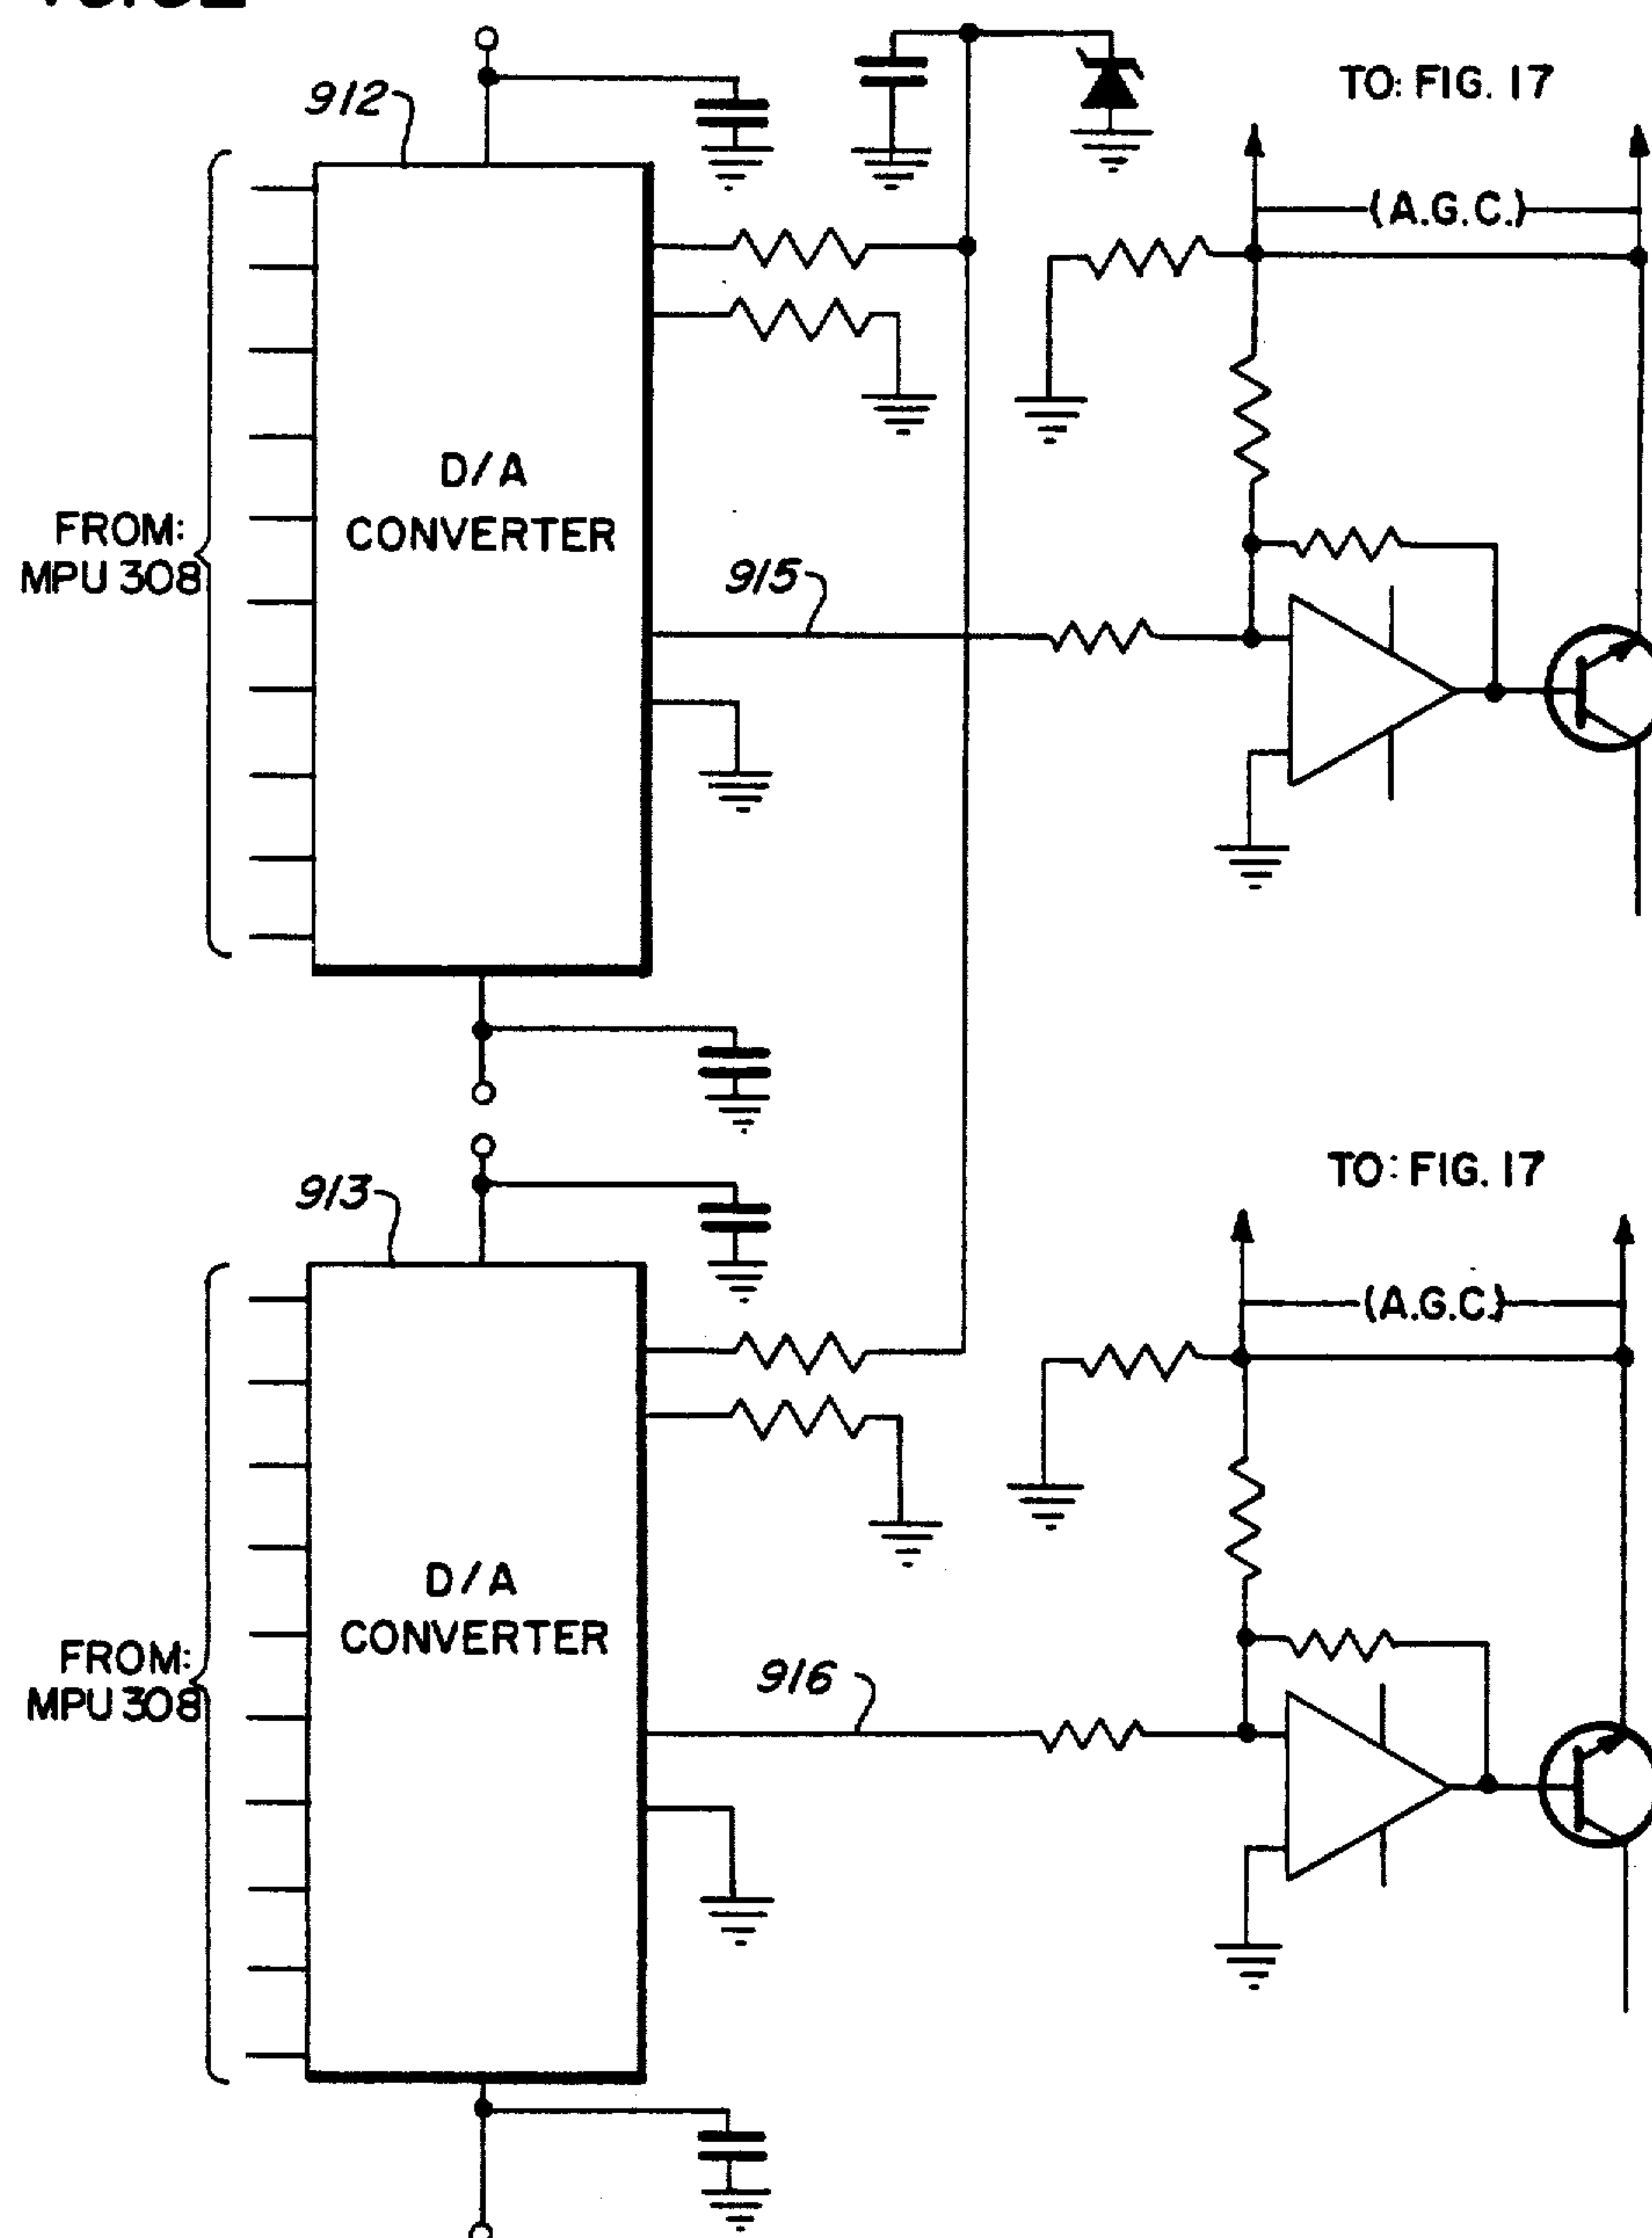 912
TO: FIG. 17
(A.G.C.)
D/A
CONVERTER
FROM:
MPU 308
915
TO: FIG. 17
913
(A.G.C.)
D/A
CONVERTER
FROM:
MPU 308
916